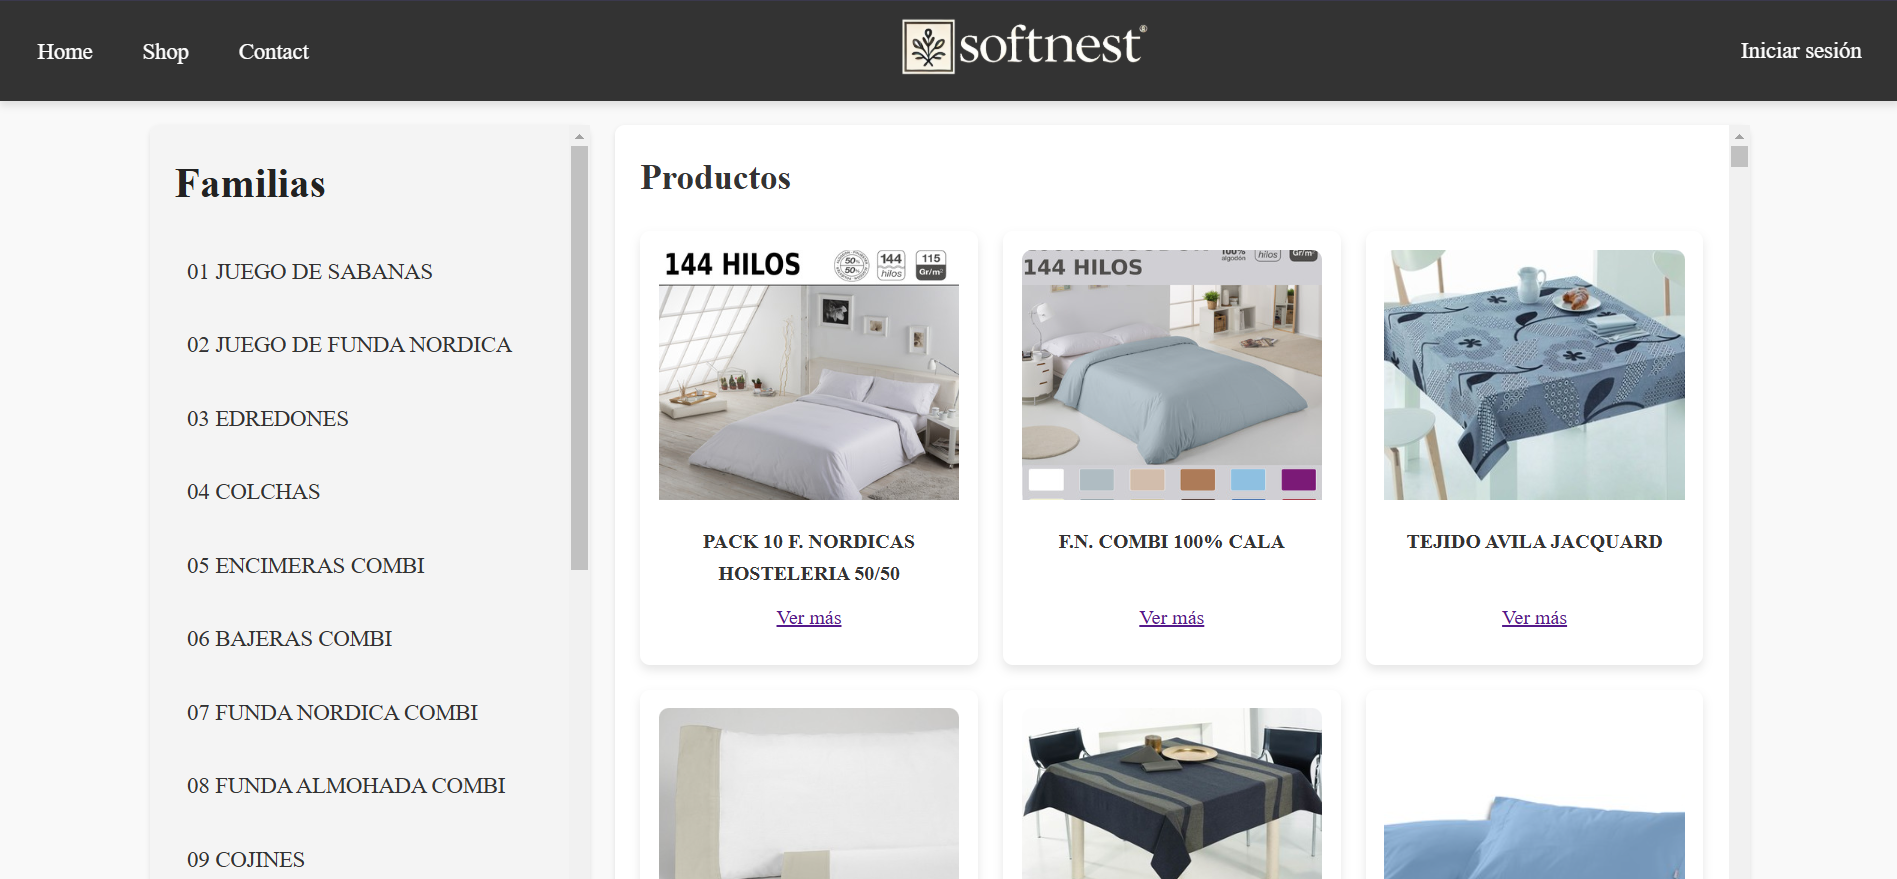 Home
Shop
Contact
softnest®
Iniciar sesión
Familias
01 JUEGO DE SABANAS
02 JUEGO DE FUNDA NORDICA
03 EDREDONES
04 COLCHAS
05 ENCIMERAS COMBI
06 BAJERAS COMBI
07 FUNDA NORDICA COMBI
08 FUNDA ALMOHADA COMBI
09 COJINES
Productos
144 HILOS
50%
50%
144
hilos
115
Gr/m²
PACK 10 F. NORDICAS
HOSTELERIA 50/50
Ver más
144 HILOS
100%
algodón
hilos
Gr/m²
F.N. COMBI 100% CALA
Ver más
TEJIDO AVILA JACQUARD
Ver más